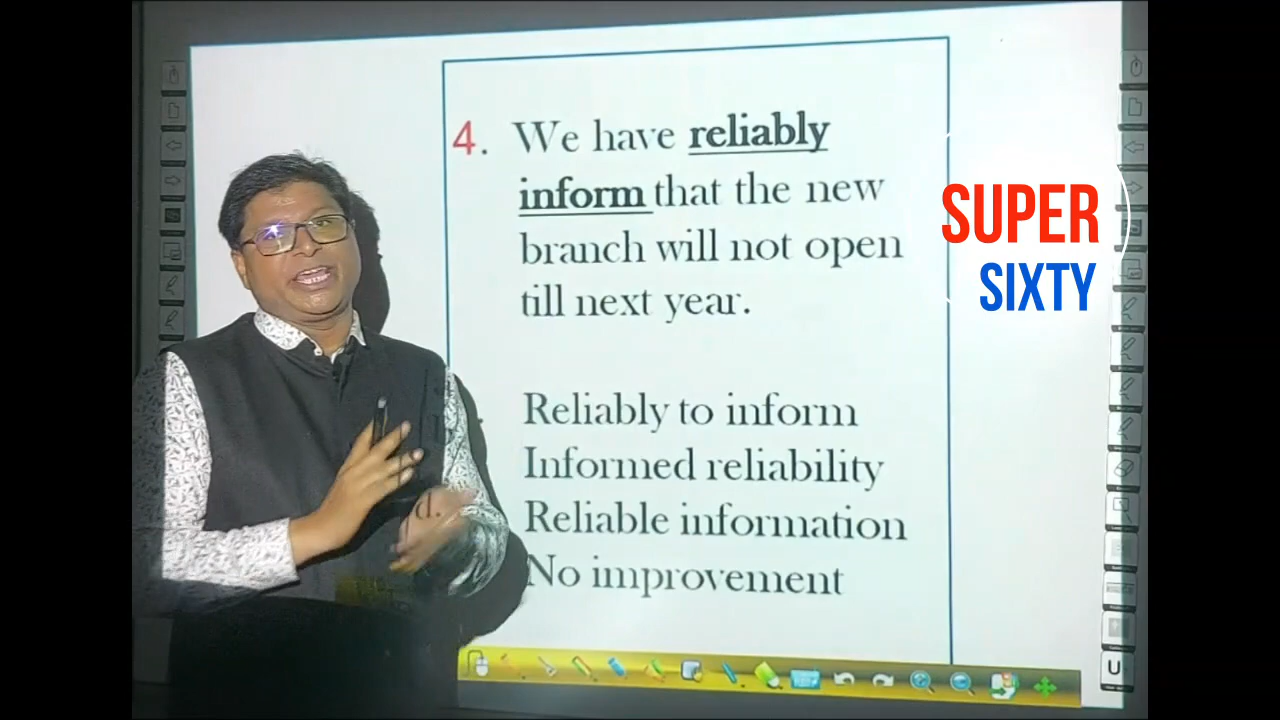 4. We have reliably
inform that the new
branch will not open
till next year.
SUPER
SIXTY
Reliably to inform
Informed reliability
d. Reliable information
No improvement
U